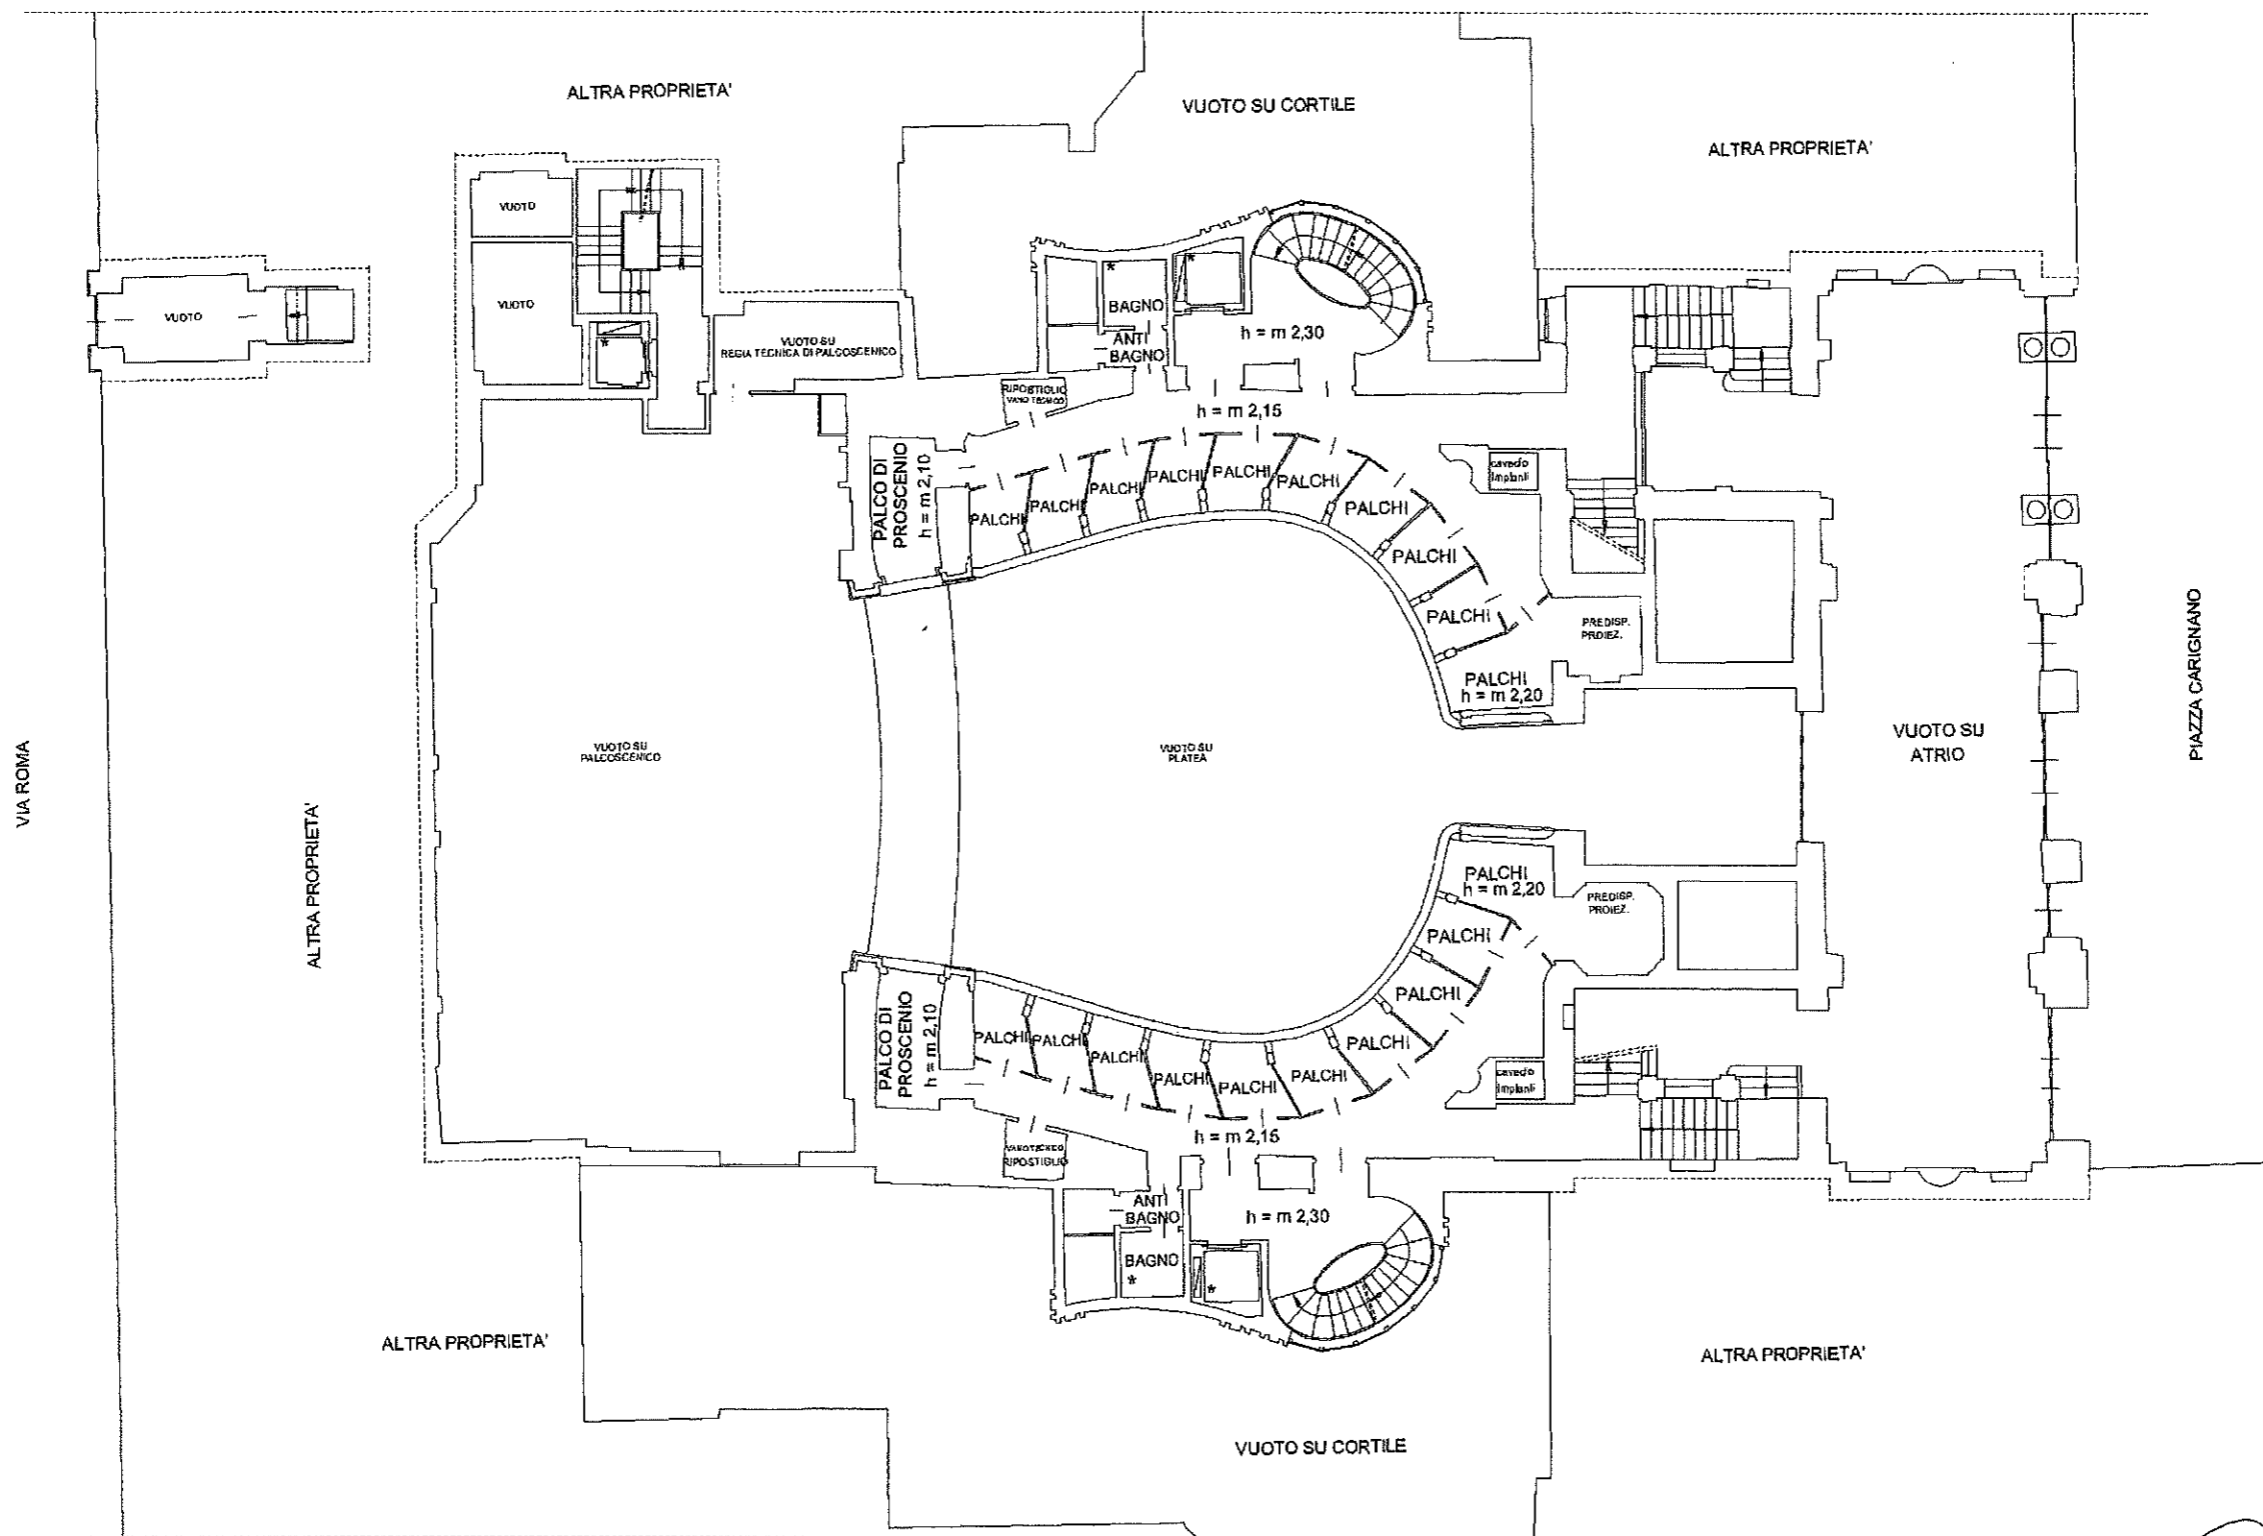 ALTRA PROPRIETA'
VUOTO SU CORTILE
ALTRA PROPRIETA'
VUOTO
VUOTO
VUOTO
*
VUOTO SU
REGIA TECNICA DI PALCOSCENICO
*
BAGNO
ANTI
BAGNO
*
h = m 2,30
RIPOSTIGLIO
VANO TECNICO
h = m 2,15
PALCO DI
PROSCENIO
h = m 2,10
PALCHI
PALCHI
PALCHI
PALCHI
PALCHI
PALCHI
PALCHI
PALCHI
PALCHI
PALCHI
h = m 2,20
cavedo
Impianti
PREDISP.
PROIEZ.
VIA ROMA
ALTRA PROPRIETA'
VUOTO SU
PALCOSCENICO
VUOTO SU
PLATEA
VUOTO SU
ATRIO
PIAZZA CARIGNANO
PALCHI
h = m 2,20
PREDISP.
PROIEZ.
PALCHI
PALCHI
PALCHI
PALCHI
PALCHI
PALCHI
PALCHI
PALCHI
PALCHI
PALCO DI
PROSCENIO
h = m 2,10
cavedo
Impianti
h = m 2,15
VANO TECNICO
RIPOSTIGLIO
ANTI
BAGNO
BAGNO
*
h = m 2,30
*
ALTRA PROPRIETA'
ALTRA PROPRIETA'
VUOTO SU CORTILE